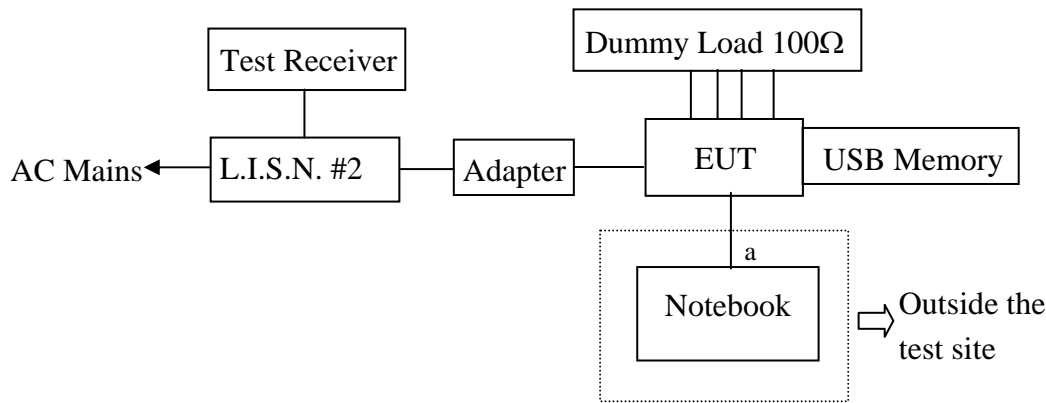 Dummy Load 100Ω
Test Receiver
AC Mains
L.I.S.N. #2
Adapter
EUT
USB Memory
a
Notebook
Outside the
test site